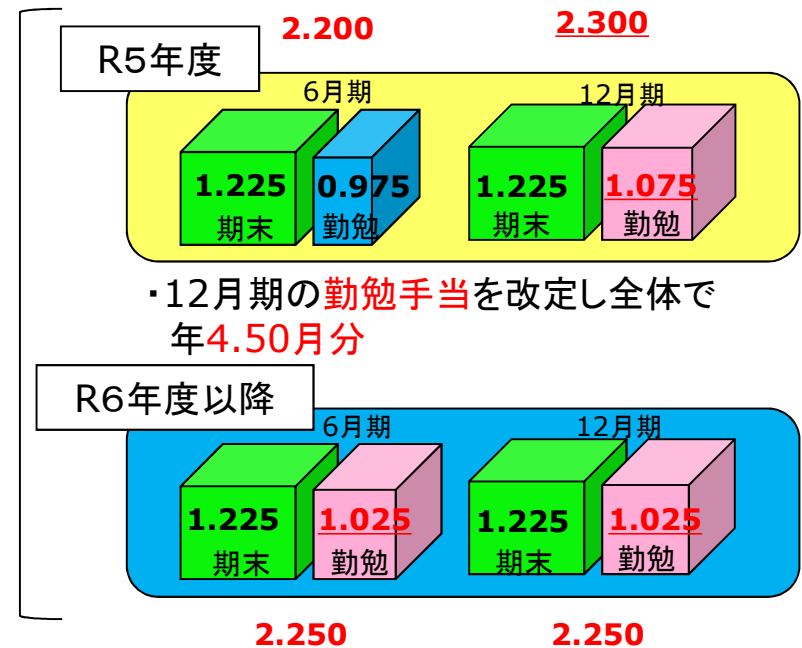 2.200 2.300
R5年度
6月期 12月期
1.225 0.975 1.225 1.075
期末 勤勉 期末 勤勉
・12月期の勤勉手当を改定し全体で
年4.50月分
R6年度以降
6月期 12月期
1.225 1.025 1.225 1.025
期末 勤勉 期末 勤勉
2.250 2.250